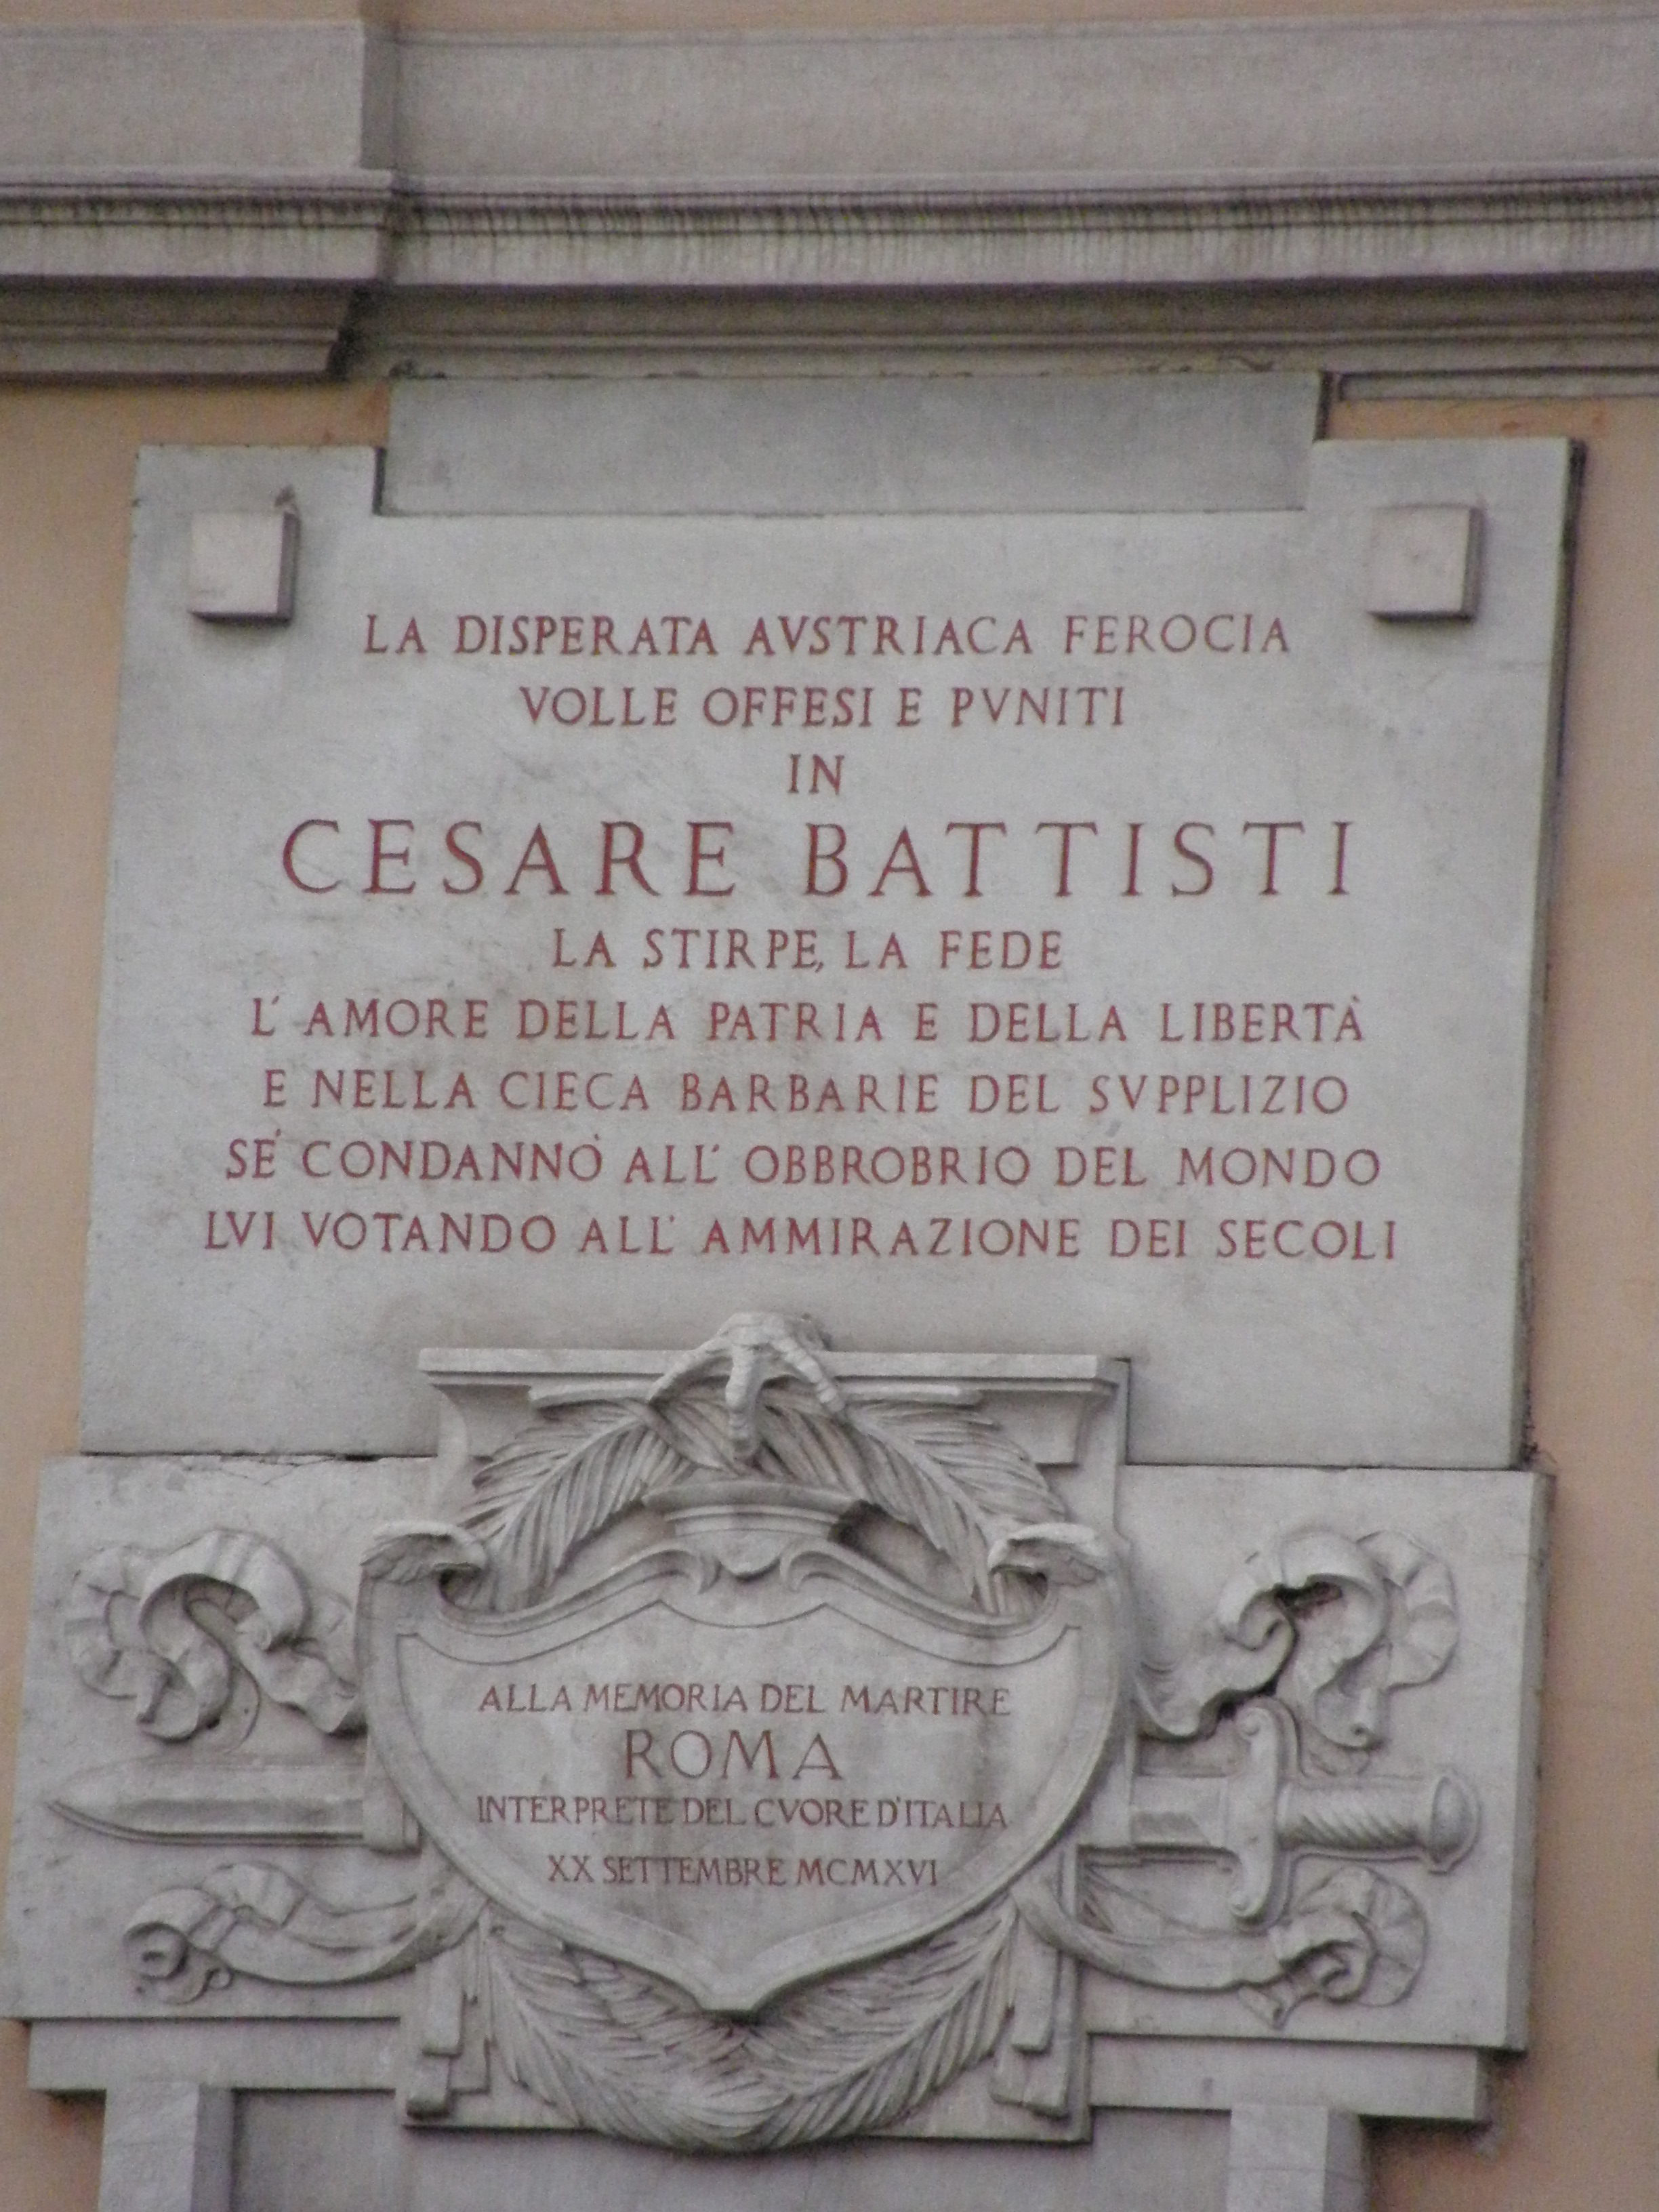 LA DISPERATA AVSTRIACA FEROCIA
VOLLE OFFESI E PVNITI
IN
CESARE BATTISTI
LA STIRPE, LA FEDE
L'AMORE DELLA PATRIA E DELLA LIBERTÀ
E NELLA CIECA BARBARIE DEL SVPPLIZIO
SÉ CONDANNÒ ALL'OBBROBRIO DEL MONDO
LVI VOTANDO ALL'AMMIRAZIONE DEI SECOLI
ALLA MEMORIA DEL MARTIRE
ROMA
INTERPRETE DEL CVORE D'ITALIA
XX SETTEMBRE MCMXVI